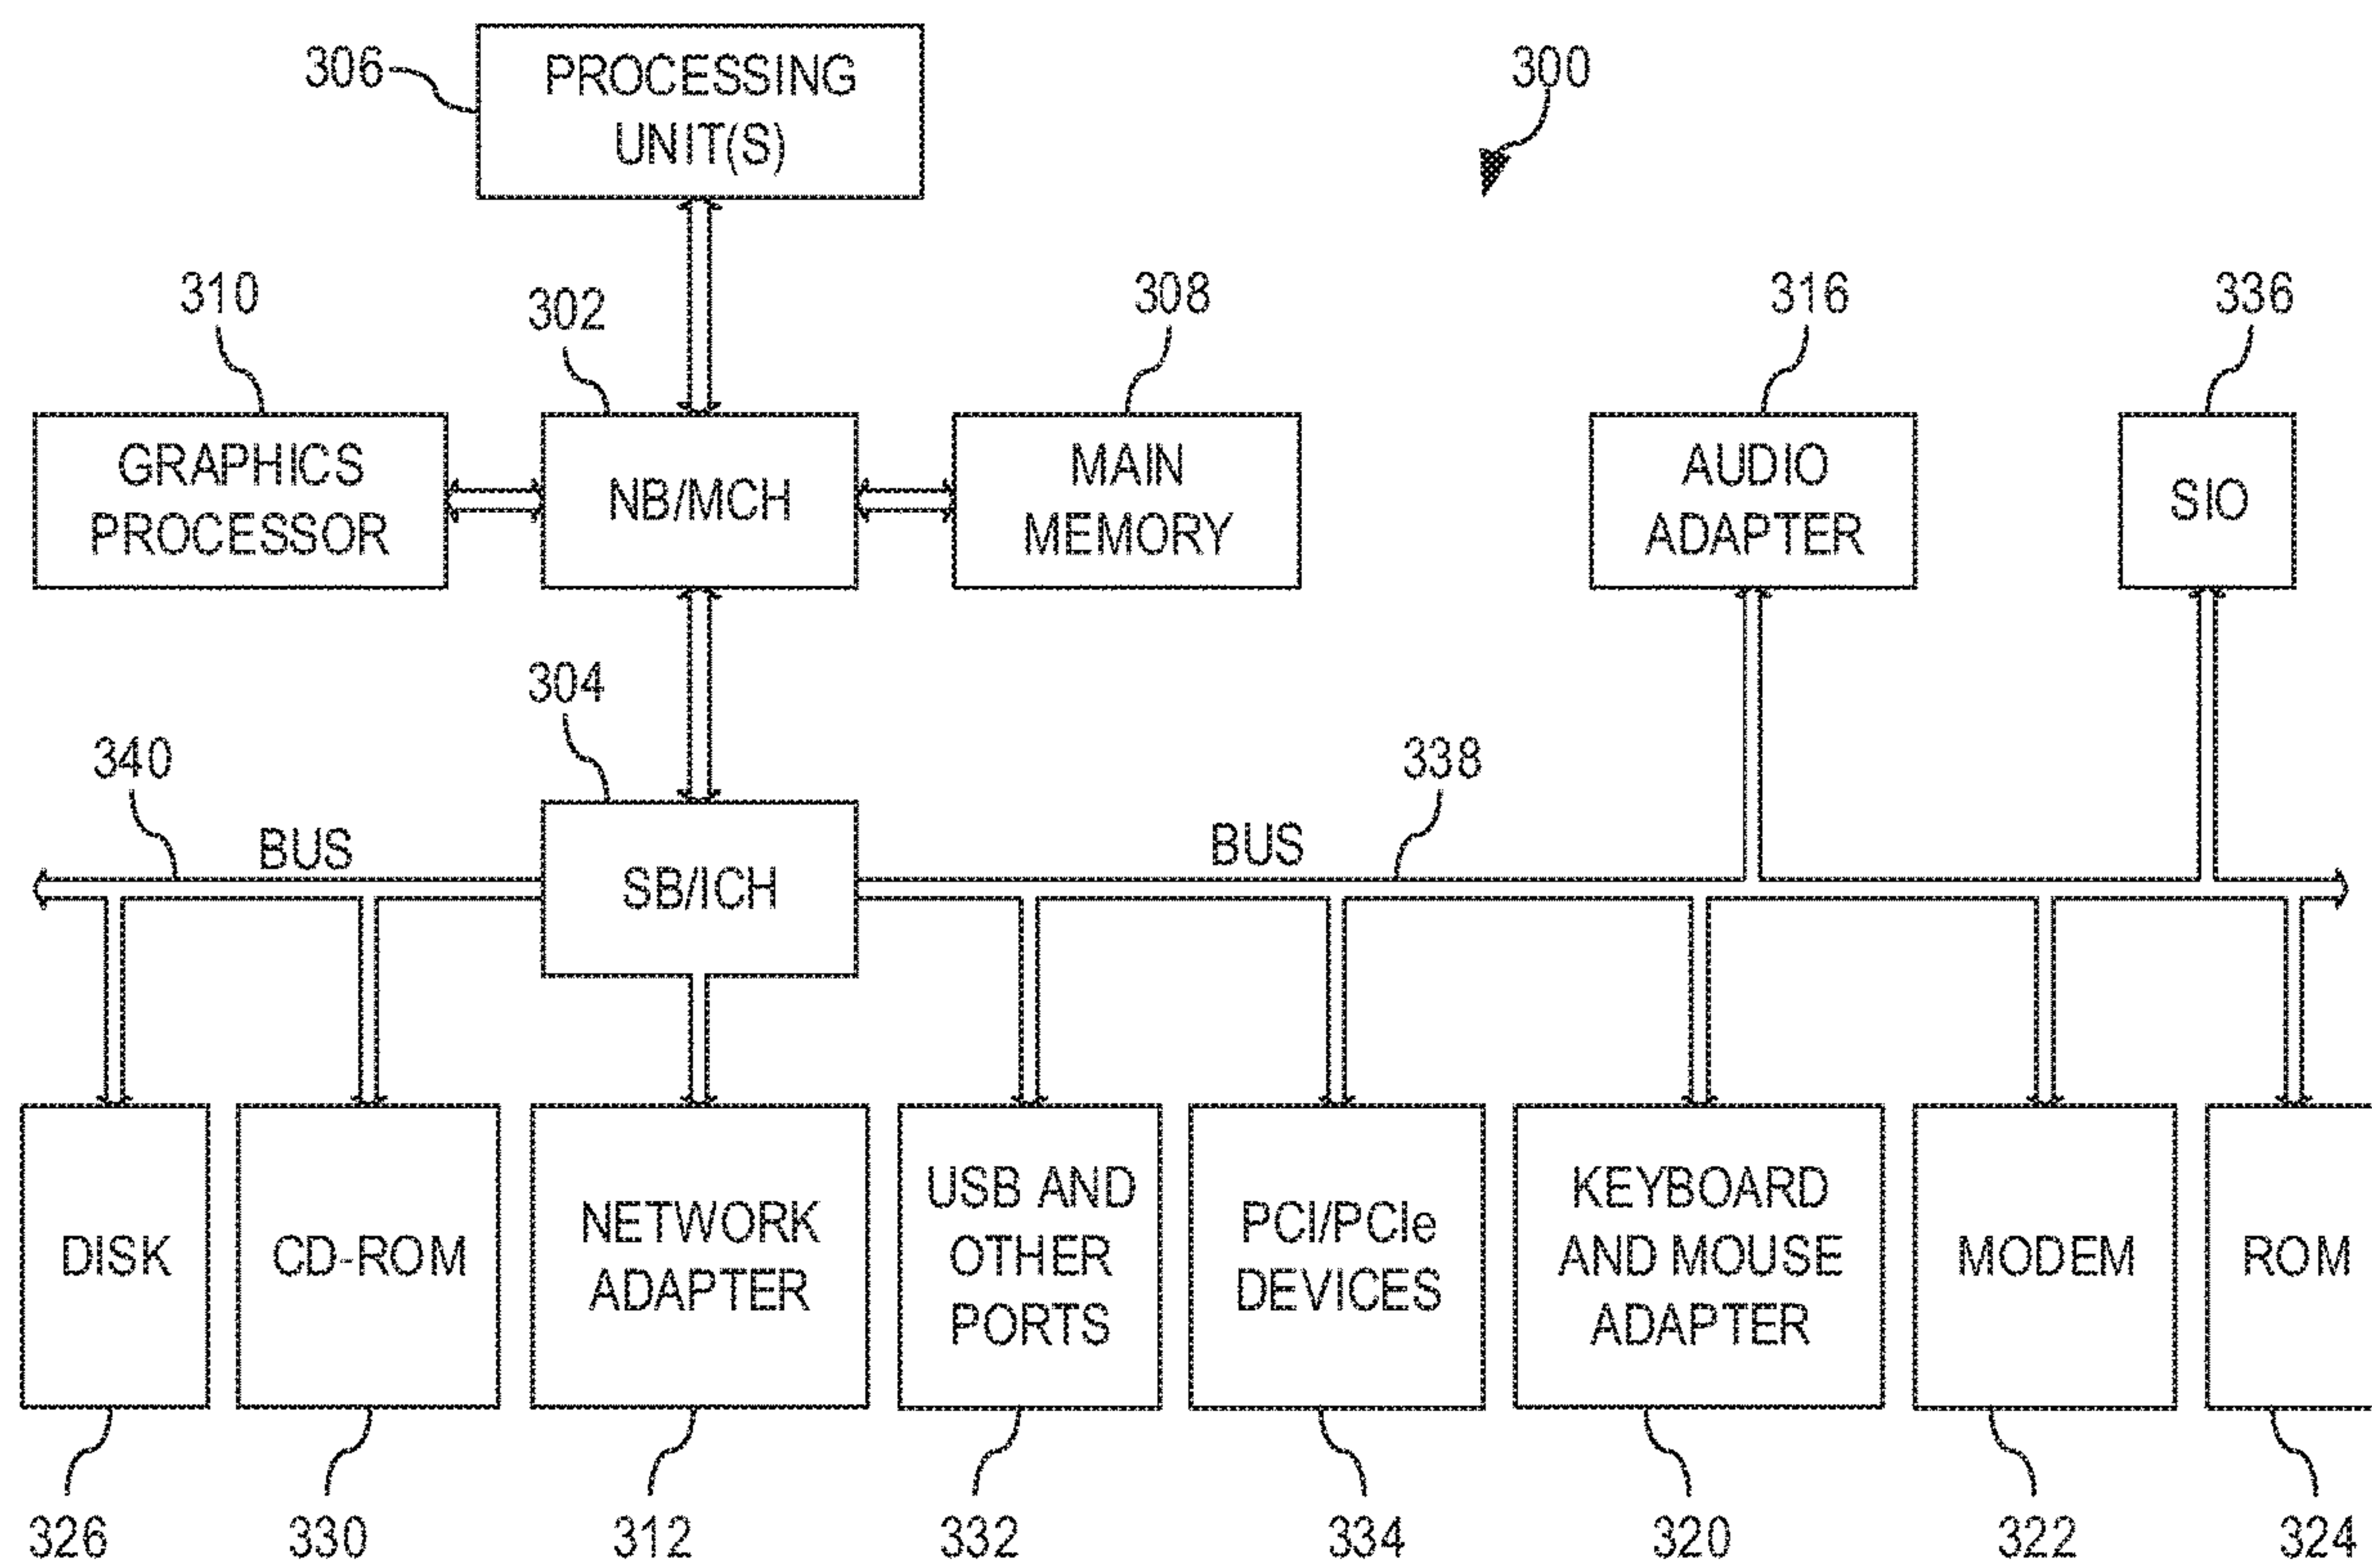 306
PROCESSING
UNIT(S)
300
310
302
308
316
336
GRAPHICS
PROCESSOR
NB/MCH
MAIN
MEMORY
AUDIO
ADAPTER
SIO
304
340
338
BUS
BUS
SB/ICH
DISK
CD-ROM
NETWORK
ADAPTER
USB AND
OTHER
PORTS
PCI/PCIe
DEVICES
KEYBOARD
AND MOUSE
ADAPTER
MODEM
ROM
326
330
312
332
334
320
322
324